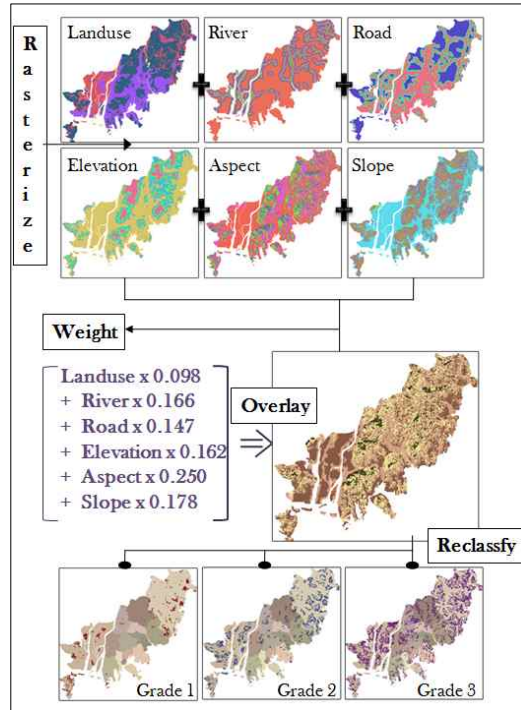 Rasterize
Landuse
River
Road
Elevation
Aspect
Slope
Weight
Landuse x 0.098
+ River x 0.166
+ Road x 0.147
+ Elevation x 0.162
+ Aspect x 0.250
+ Slope x 0.178
Overlay
Reclassfy
Grade 1
Grade 2
Grade 3